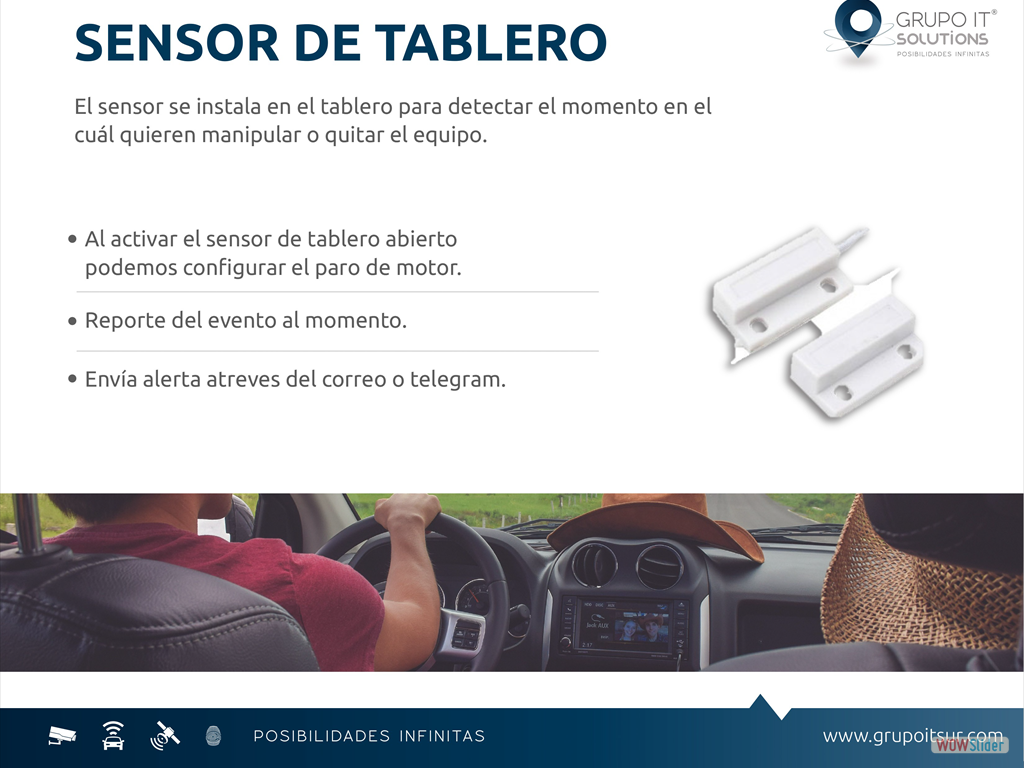 SENSOR DE TABLERO
GRUPO IT®
SOLUTIONS
POSIBILIDADES INFINITAS
El sensor se instala en el tablero para detectar el momento en el
cuál quieren manipular o quitar el equipo.
• Al activar el sensor de tablero abierto
podemos configurar el paro de motor.
• Reporte del evento al momento.
• Envía alerta atreves del correo o telegram.
POSIBILIDADES INFINITAS
www.grupoitsur.com
WOWSlider